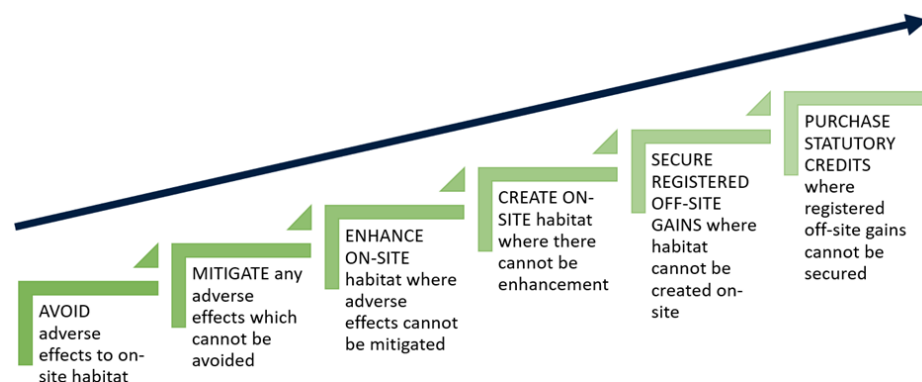 AVOID
adverse
effects to on-
site habitat
MITIGATE any
adverse
effects which
cannot be
avoided
ENHANCE
ON-SITE
habitat where
adverse
effects cannot
be mitigated
CREATE ON-
SITE habitat
where there
cannot be
enhancement
SECURE
REGISTERED
OFF-SITE
GAINS where
habitat
cannot be
created on-
site
PURCHASE
STATUTORY
CREDITS
where
registered
off-site gains
cannot be
secured